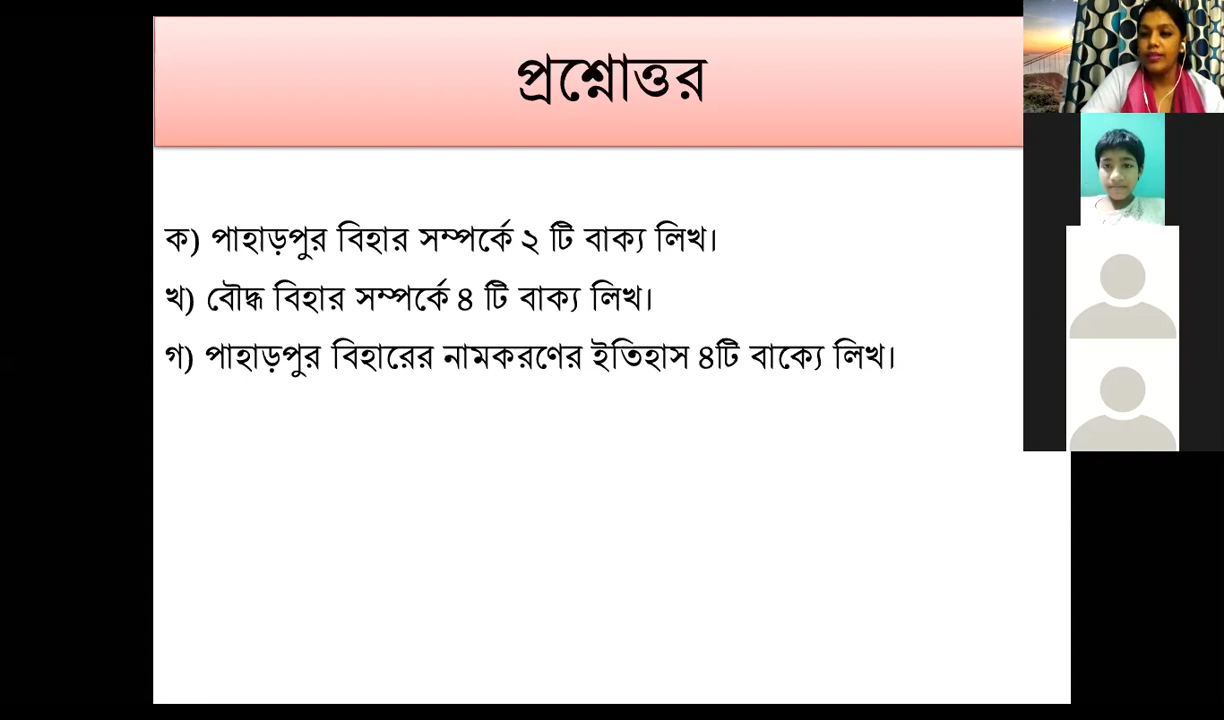 প্রশ্নোত্তর
ক) পাহাড়পুর বিহার সম্পর্কে ২ টি বাক্য লিখ।
খ) বৌদ্ধ বিহার সম্পর্কে ৪ টি বাক্য লিখ।
গ) পাহাড়পুর বিহারের নামকরণের ইতিহাস ৪টি বাক্যে লিখ।